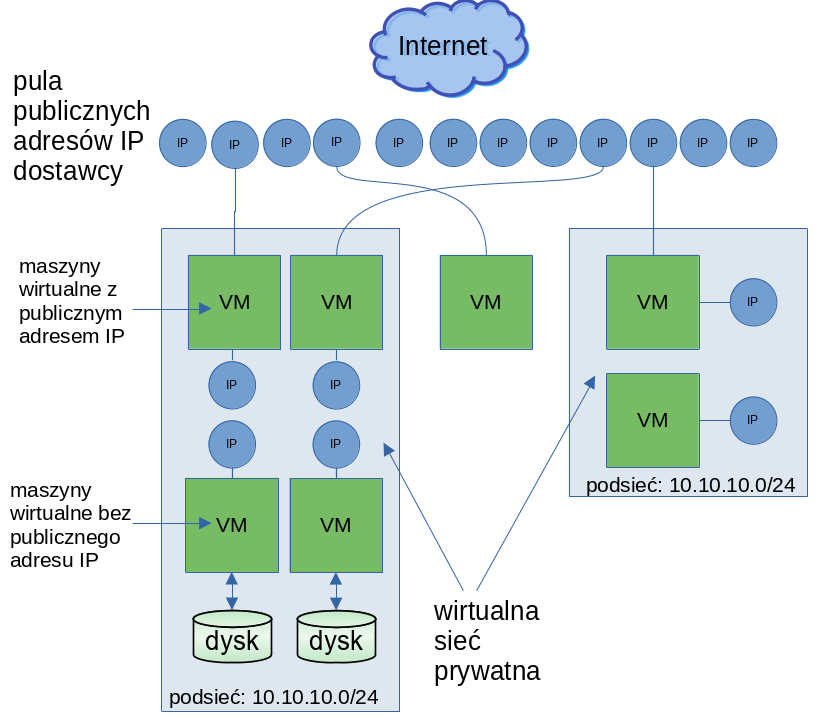 Internet
pula
publicznych
adresów IP
dostawcy
IP IP IP IP IP IP IP IP IP IP IP IP
maszyny
wirtualne z
publicznym
adresem IP
VM VM VM VM IP
IP IP
IP IP
VM IP
maszyny
wirtualne bez
publicznego
adresu IP
VM VM
podsieć: 10.10.10.0/24
dysk dysk
podsieć: 10.10.10.0/24
wirtualna
sieć
prywatna